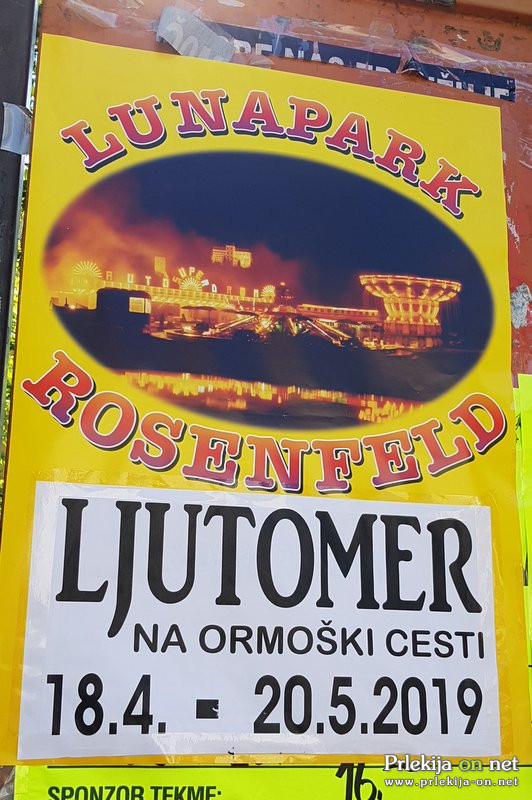 LUNAPARK
ROSENFELD
LJUTOMER
NA ORMOŠKI CESTI
18.4. - 20.5.2019
Prlekija-on.net
www.prlekija-on.net
SPONZOR TEKME:
16.